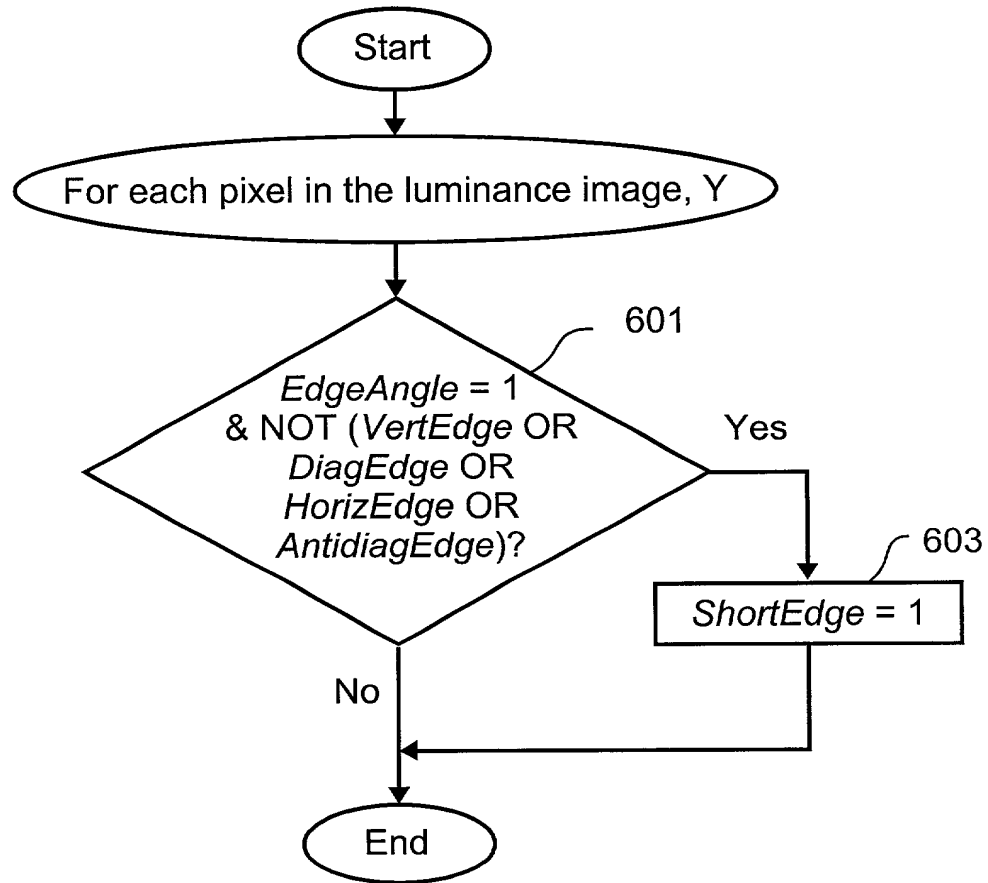 Start
For each pixel in the luminance image, Y
601
EdgeAngle = 1
& NOT (VertEdge OR
DiagEdge OR
HorizEdge OR
AntidiagEdge)?
Yes
603
ShortEdge = 1
No
End